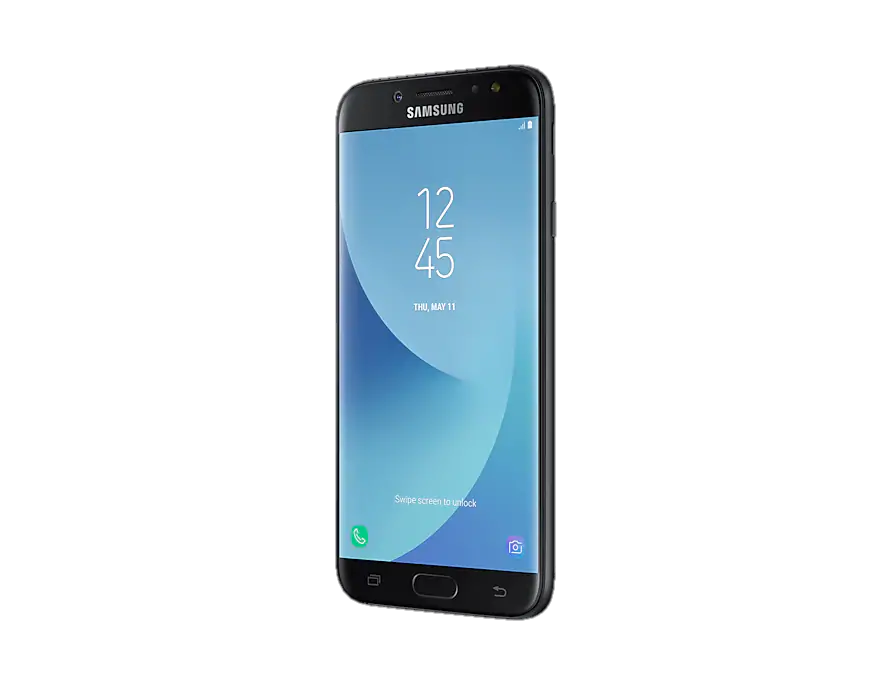 SAMSUNG
12
45
THU, MAY 11
Swipe screen to unlock